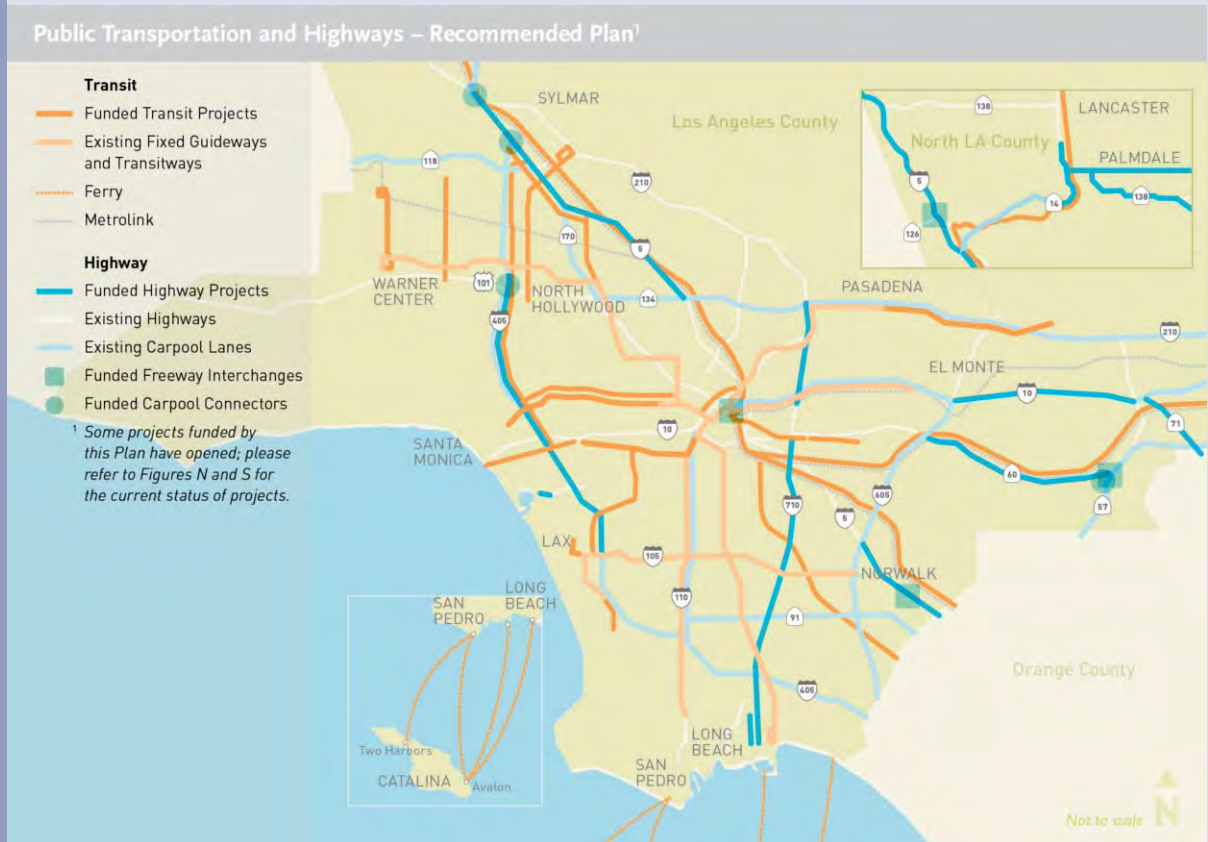 Public Transportation and Highways – Recommended Plan¹
Transit
Funded Transit Projects
Existing Fixed Guideways
and Transitways
Ferry
Metrolink
Highway
Funded Highway Projects
Existing Highways
Existing Carpool Lanes
Funded Freeway Interchanges
Funded Carpool Connectors
¹ Some projects funded by
this Plan have opened; please
refer to Figures N and S for
the current status of projects.
SYLMAR
Los Angeles County
118
210
170
5
WARNER
CENTER
101
NORTH
HOLLYWOOD
134
405
PASADENA
210
EL MONTE
10
71
SANTA
MONICA
10
60
57
605
710
5
LAX
105
NORWALK
110
91
405
Orange County
LONG
BEACH
SAN
PEDRO
138
LANCASTER
North LA County
PALMDALE
5
14
138
126
SAN
PEDRO
LONG
BEACH
Two Harbors
CATALINA
Avalon
Not to scale
N